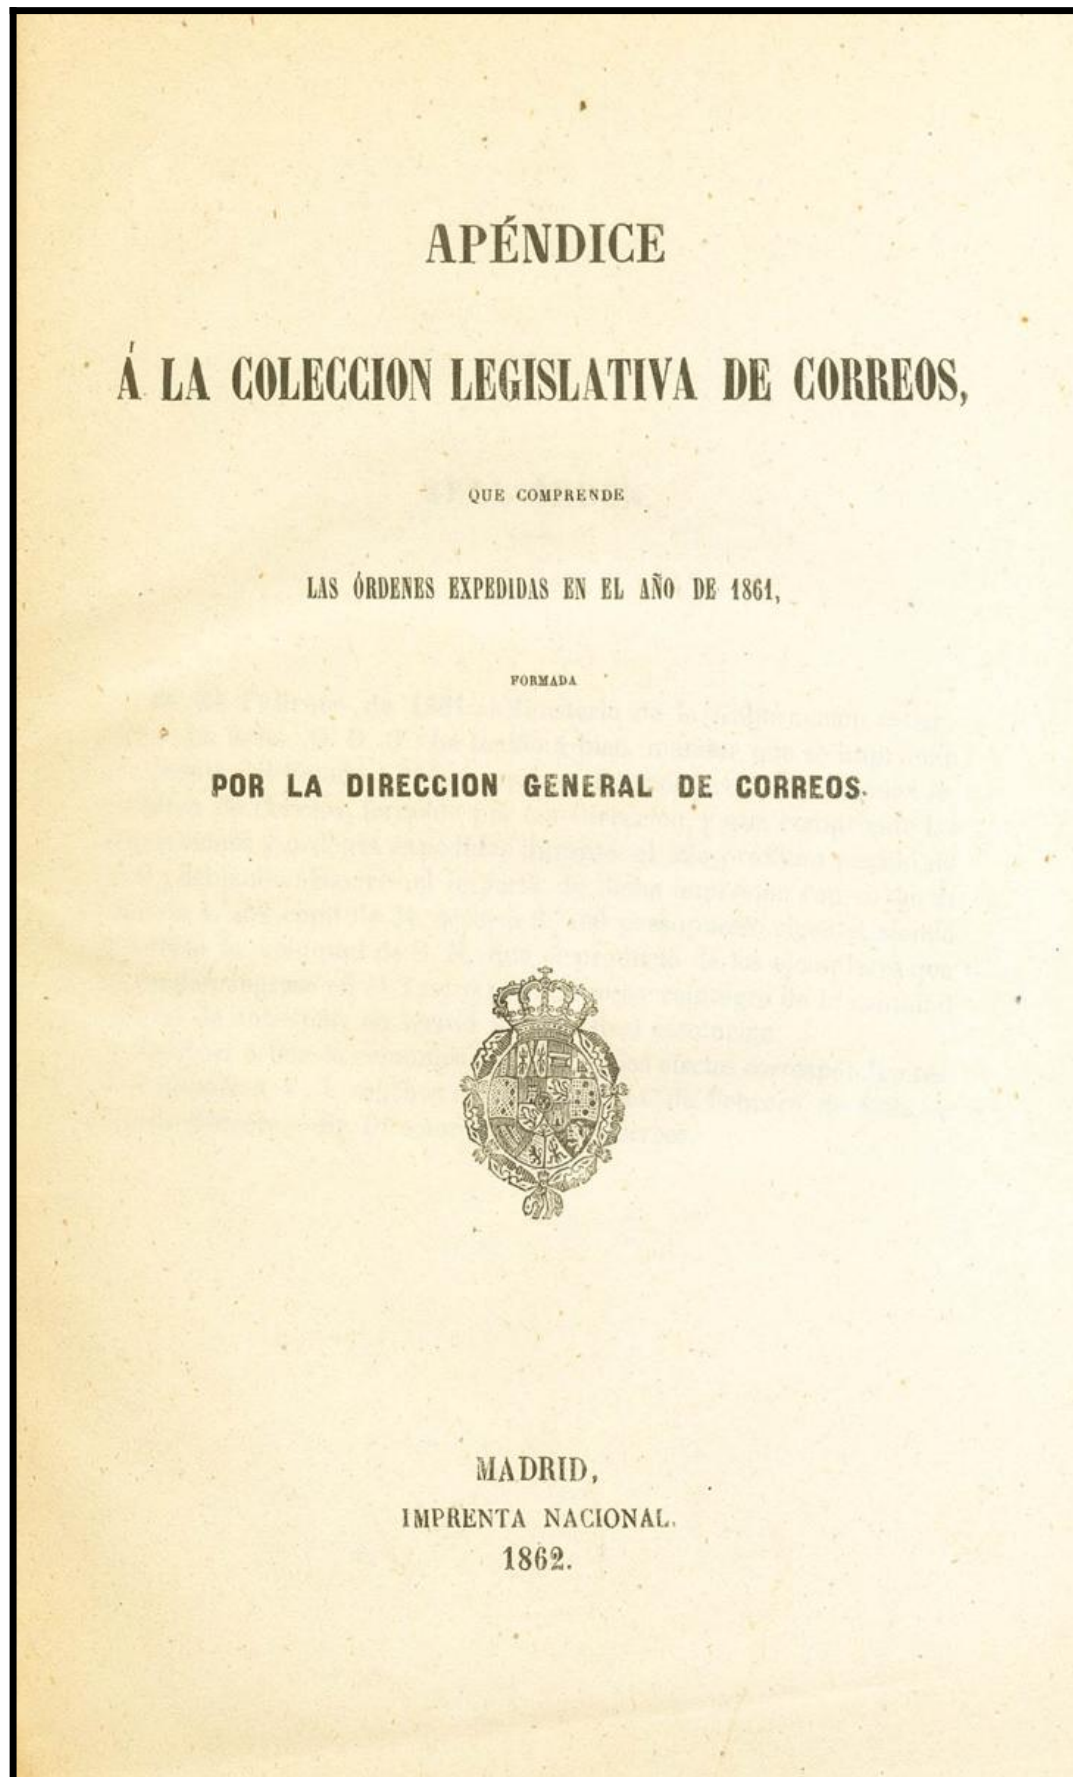 APÉNDICE
Á LA COLECCION LEGISLATIVA DE CORREOS,
QUE COMPRENDE
LAS ÓRDENES EXPEDIDAS EN EL AÑO DE 1861,
FORMADA
POR LA DIRECCION GENERAL DE CORREOS.
MADRID,
IMPRENTA NACIONAL.
1862.